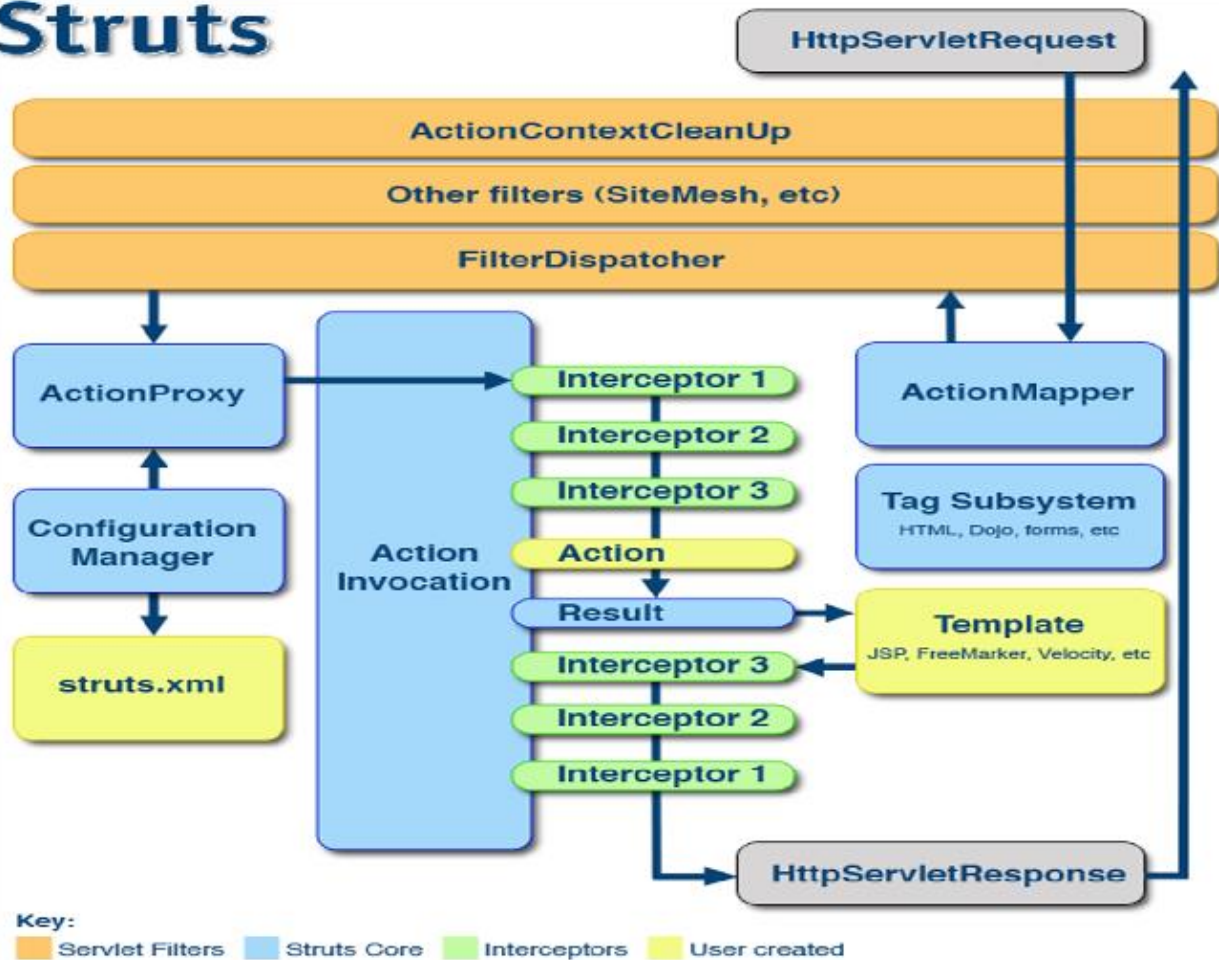 Struts
HttpServletRequest
ActionContextCleanUp
Other filters (SiteMesh, etc)
FilterDispatcher
ActionProxy
Configuration
Manager
struts.xml
Action
Invocation
Interceptor 1
Interceptor 2
Interceptor 3
Action
Result
Interceptor 3
Interceptor 2
Interceptor 1
ActionMapper
Tag Subsystem
HTML, Dojo, forms, etc
Template
JSP, FreeMarker, Velocity, etc
HttpServletResponse
Key:
Servlet Filters
Struts Core
Interceptors
User created